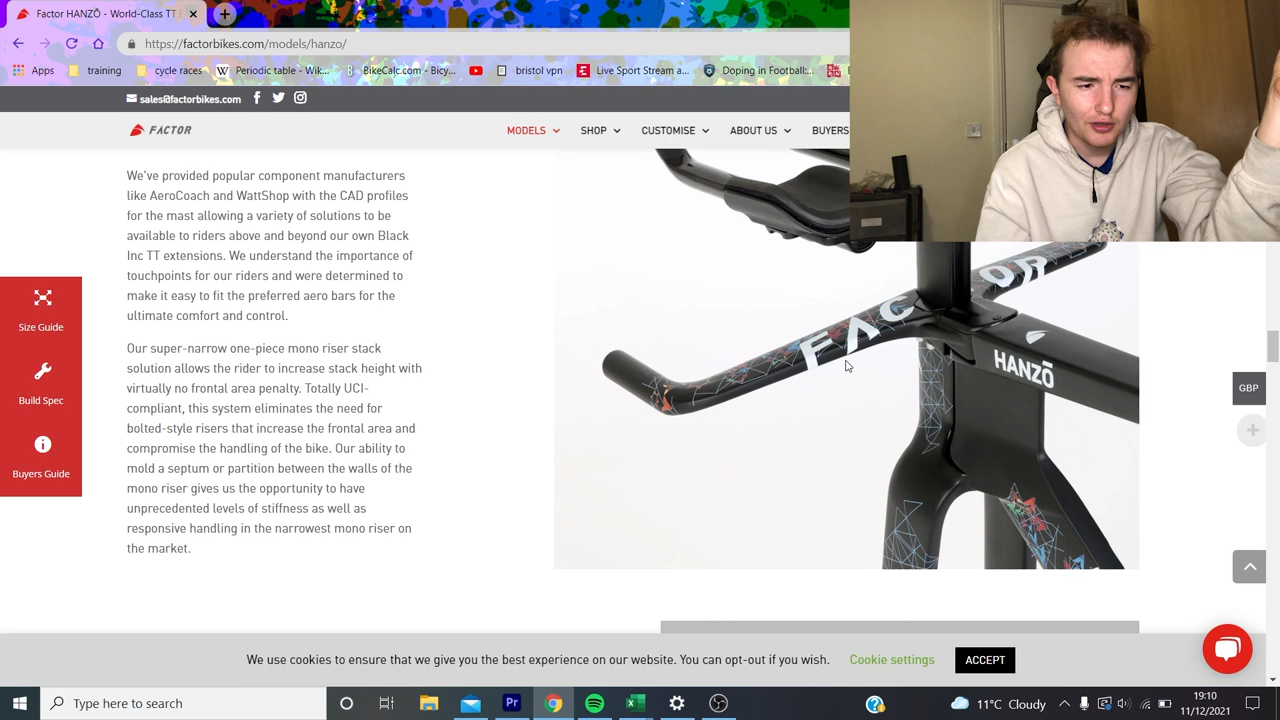 Factor HANZŌ - World-Class TT
https://factorbikes.com/models/hanzo/
Apps training cycle races Periodic table - Wik... BikeCalc.com - Bicy... bristol vpn Live Sport Stream a... Doping in Football:...
sales@factorbikes.com
FACTOR MODELS SHOP CUSTOMISE ABOUT US BUYERS
We've provided popular component manufacturers
like AeroCoach and WattShop with the CAD profiles
for the mast allowing a variety of solutions to be
available to riders above and beyond our own Black
Inc TT extensions. We understand the importance of
touchpoints for our riders and were determined to
make it easy to fit the preferred aero bars for the
ultimate comfort and control.
Our super-narrow one-piece mono riser stack
solution allows the rider to increase stack height with
virtually no frontal area penalty. Totally UCI-
compliant, this system eliminates the need for
bolted-style risers that increase the frontal area and
compromise the handling of the bike. Our ability to
mold a septum or partition between the walls of the
mono riser gives us the opportunity to have
unprecedented levels of stiffness as well as
responsive handling in the narrowest mono riser on
the market.
Size Guide
Build Spec
Buyers Guide
FAC OR
HANZŌ
GBP
We use cookies to ensure that we give you the best experience on our website. You can opt-out if you wish. Cookie settings ACCEPT
Type here to search
Pr
11°C Cloudy
19:10
11/12/2021